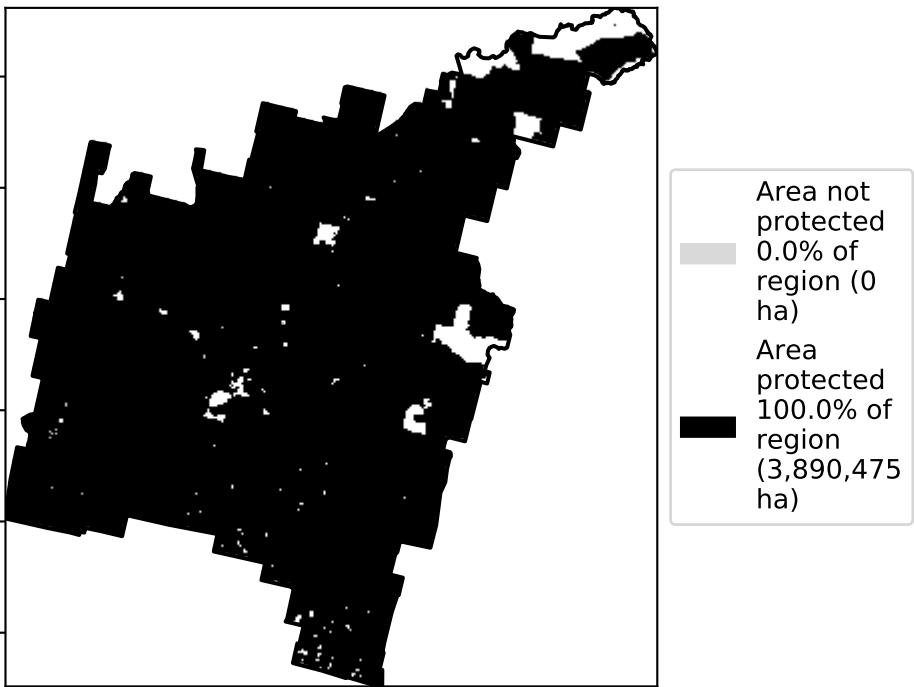 Area not
protected
0.0% of
region (0
ha)
Area
protected
100.0% of
region
(3,890,475
ha)